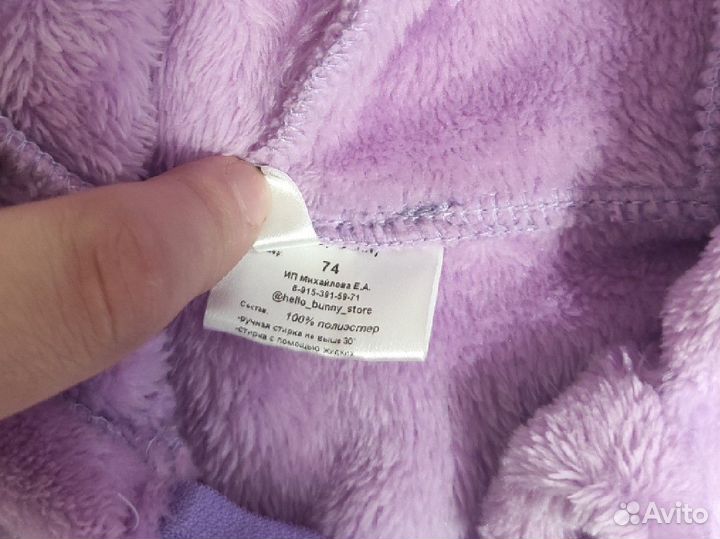 74
ИП Михайлова Е.А.
8-915-391-59-71
@hello_bunny_store
Состав: 100% полиэстер
-ручная стирка не выше 30°
-стирка с помощью жидких
Avito